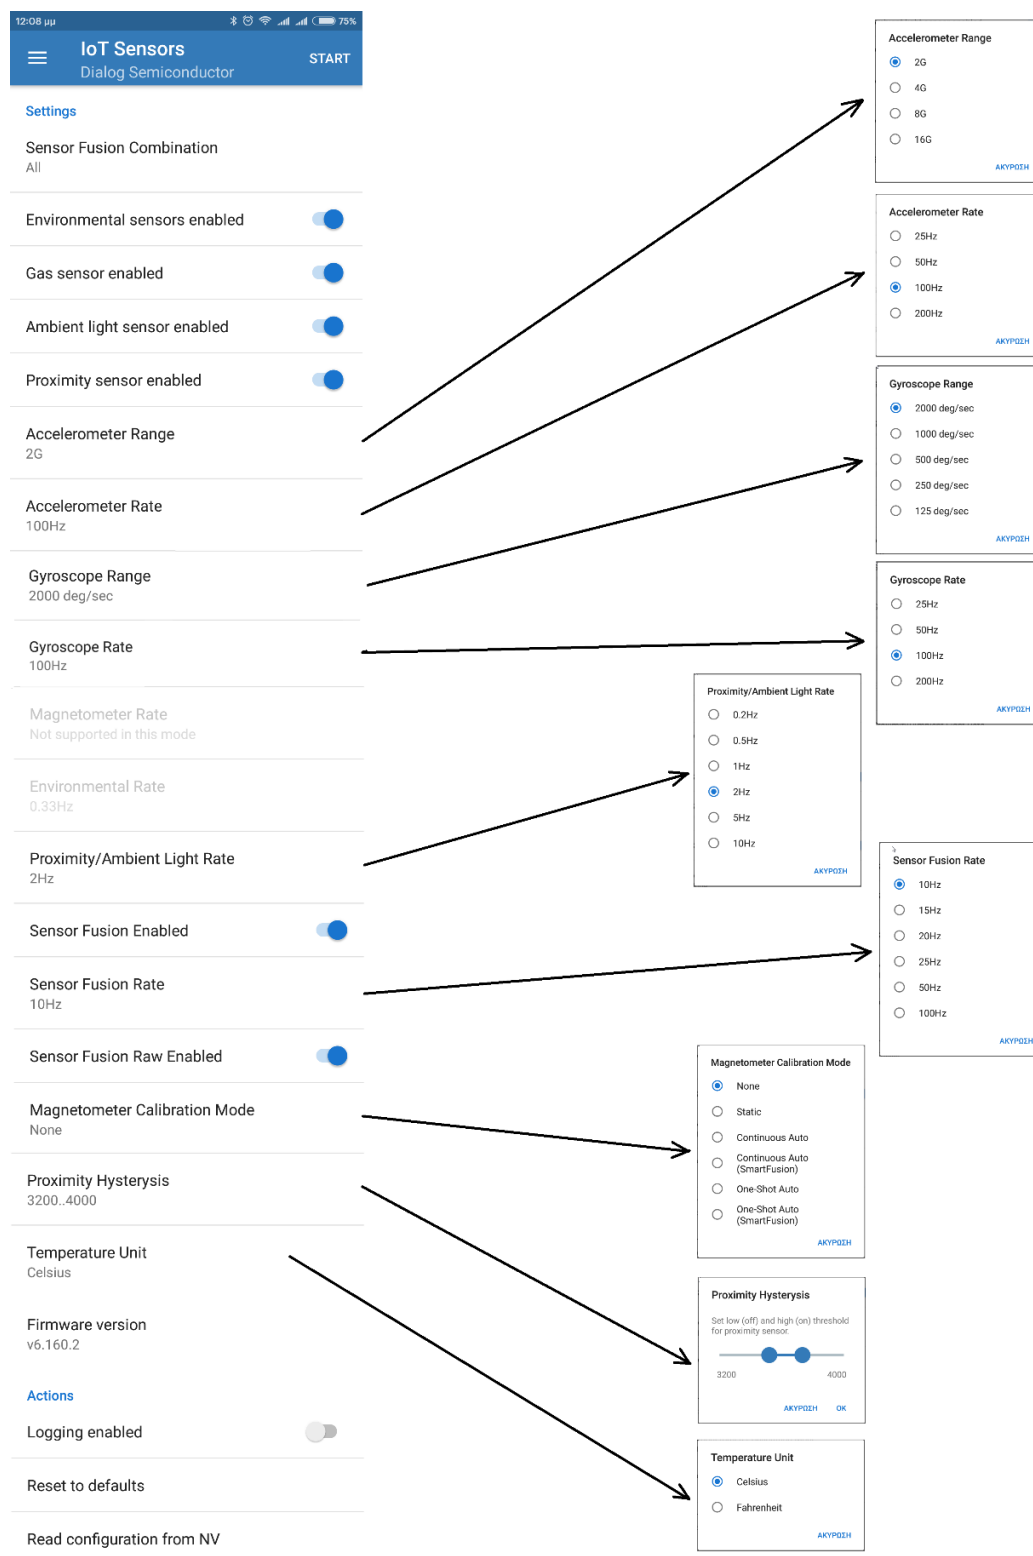 12:08 μμ
75%
IoT Sensors
Dialog Semiconductor
START
Settings
Sensor Fusion Combination
All
Environmental sensors enabled
Gas sensor enabled
Ambient light sensor enabled
Proximity sensor enabled
Accelerometer Range
2G
Accelerometer Rate
100Hz
Gyroscope Range
2000 deg/sec
Gyroscope Rate
100Hz
Magnetometer Rate
Not supported in this mode
Environmental Rate
0.33Hz
Proximity/Ambient Light Rate
2Hz
Sensor Fusion Enabled
Sensor Fusion Rate
10Hz
Sensor Fusion Raw Enabled
Magnetometer Calibration Mode
None
Proximity Hysterysis
3200..4000
Temperature Unit
Celsius
Firmware version
v6.160.2
Actions
Logging enabled
Reset to defaults
Read configuration from NV
Accelerometer Range
2G
4G
8G
16G
ΑΚΥΡΩΣΗ
Accelerometer Rate
25Hz
50Hz
100Hz
200Hz
ΑΚΥΡΩΣΗ
Gyroscope Range
2000 deg/sec
1000 deg/sec
500 deg/sec
250 deg/sec
125 deg/sec
ΑΚΥΡΩΣΗ
Gyroscope Rate
25Hz
50Hz
100Hz
200Hz
ΑΚΥΡΩΣΗ
Proximity/Ambient Light Rate
0.2Hz
0.5Hz
1Hz
2Hz
5Hz
10Hz
ΑΚΥΡΩΣΗ
Sensor Fusion Rate
10Hz
15Hz
20Hz
25Hz
50Hz
100Hz
ΑΚΥΡΩΣΗ
Magnetometer Calibration Mode
None
Static
Continuous Auto
Continuous Auto
(SmartFusion)
One-Shot Auto
One-Shot Auto
(SmartFusion)
ΑΚΥΡΩΣΗ
Proximity Hysterysis
Set low (off) and high (on) threshold
for proximity sensor.
3200 4000
ΑΚΥΡΩΣΗ OK
Temperature Unit
Celsius
Fahrenheit
ΑΚΥΡΩΣΗ